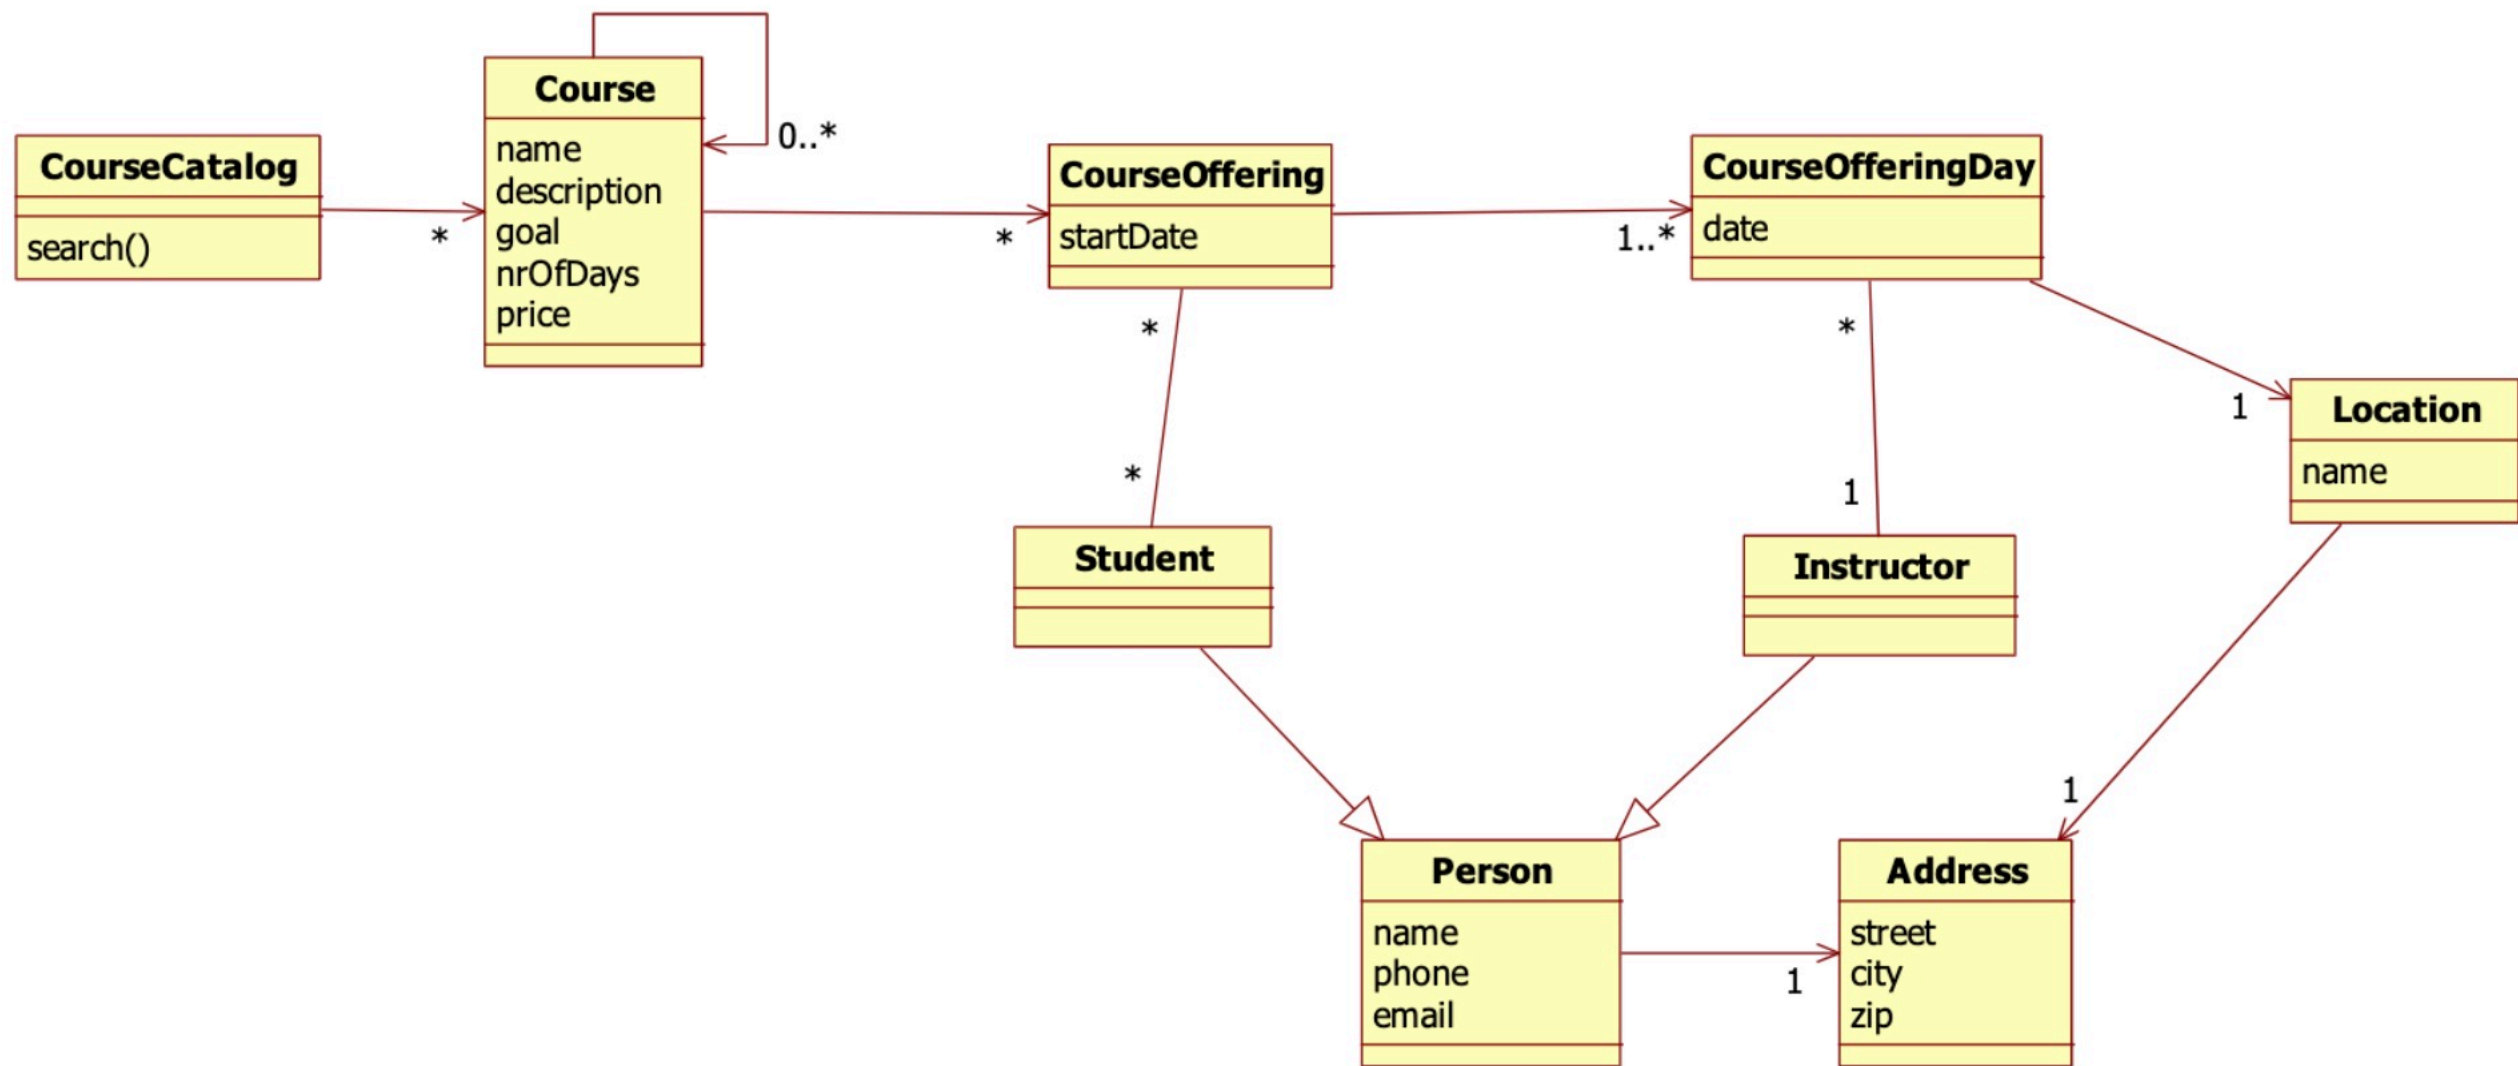 Course
name
description
goal
nrOfDays
price
0..*
CourseCatalog
search()
*
CourseOffering
startDate
*
CourseOfferingDay
date
1..*
*
*
*
1
1
Location
name
Student
Instructor
1
Person
name
phone
email
1
Address
street
city
zip